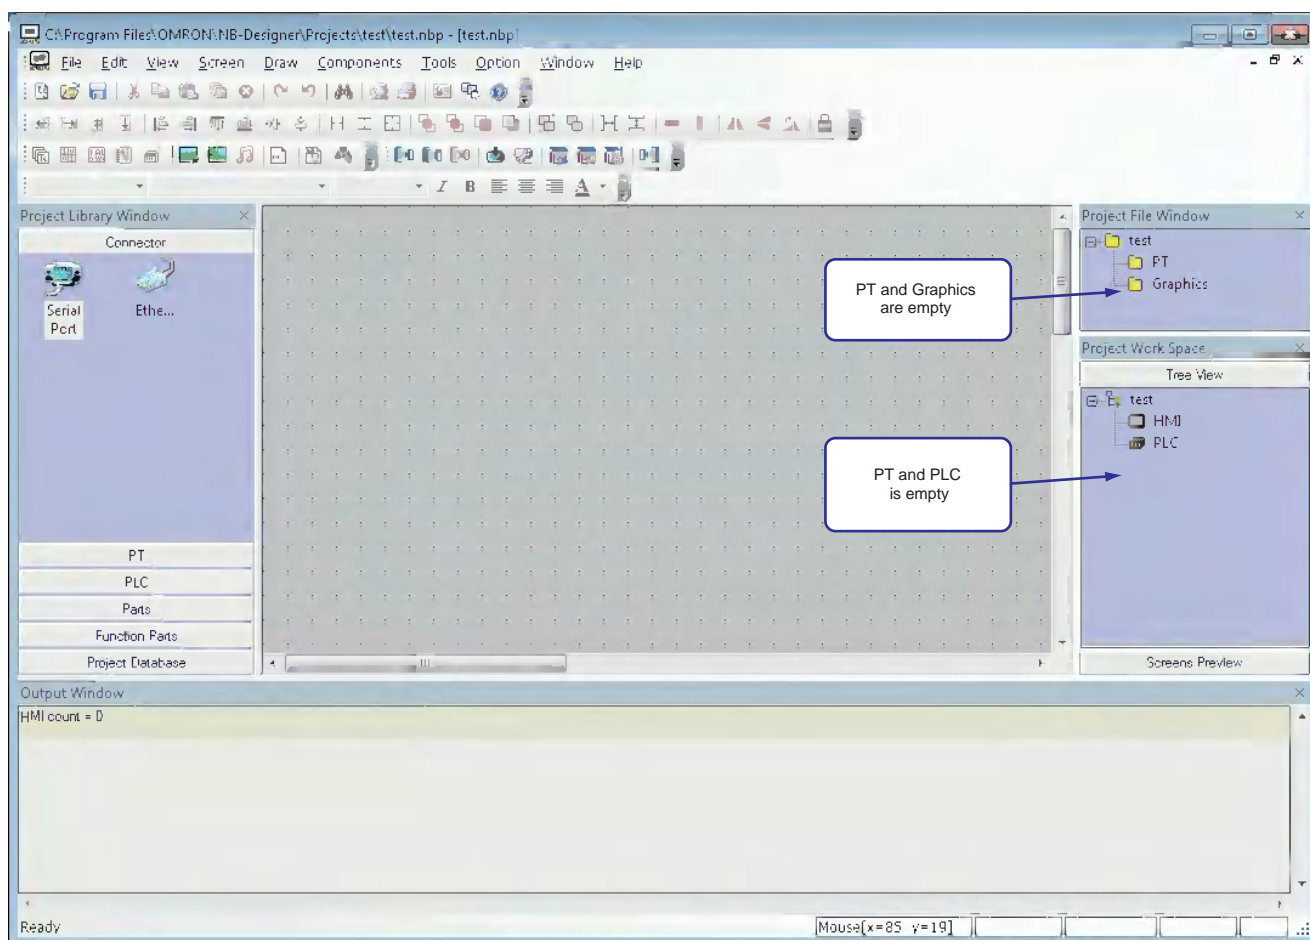 C:\Program Files\OMRON\NB-Designer\Projects\test\test.nbp - [test.nbp]
File Edit View Screen Draw Components Tools Option Window Help
I B A
Project Library Window
Connector
Serial Port
Ethe...
PT
PLC
Parts
Function Parts
Project Database
PT and Graphics
are empty
PT and PLC
is empty
Project File Window
test
PT
Graphics
Project Work Space
Tree View
test
HMI
PLC
Screens Preview
Output Window
HMI count = 0
Ready
Mouse[x=85 y=19]